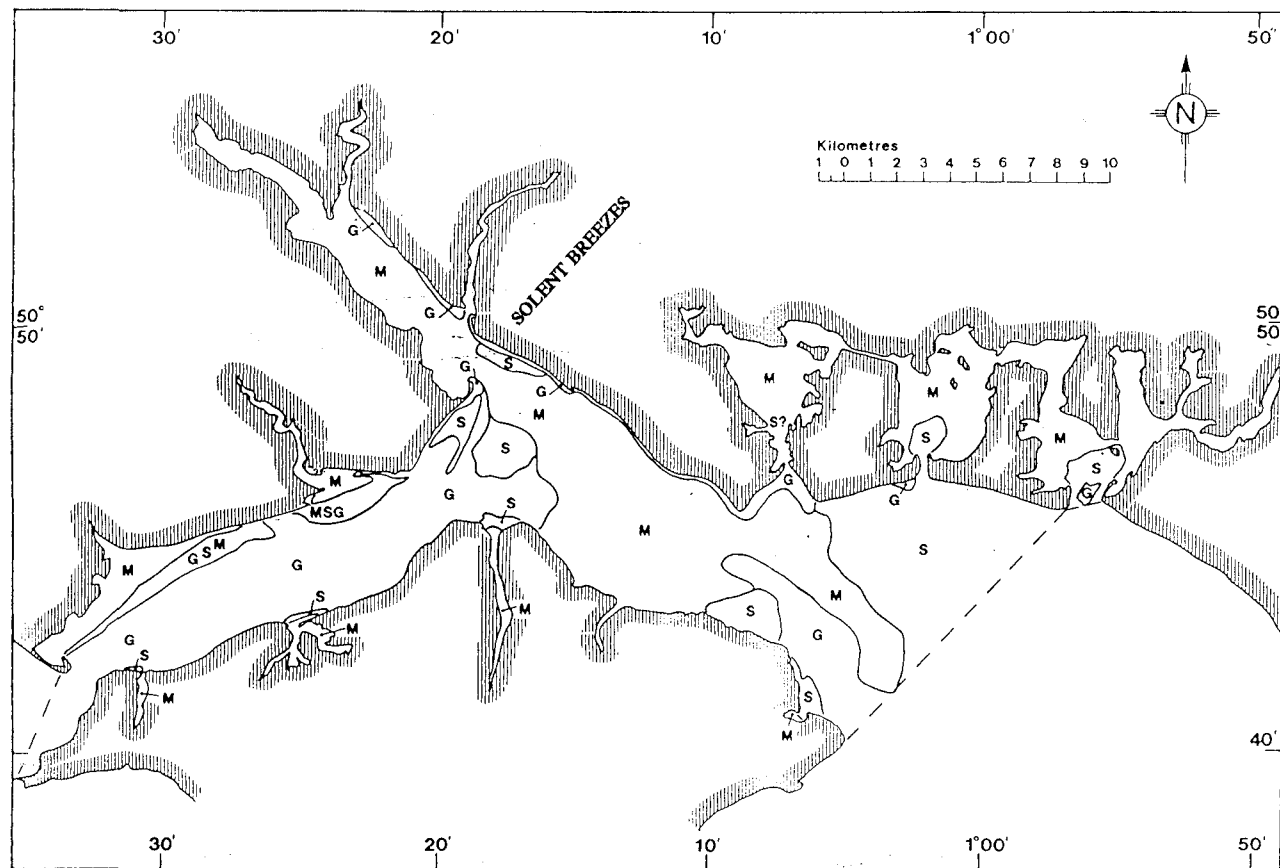 30' 20' 10' 1°00' 50''
N
Kilometres
1 0 1 2 3 4 5 6 7 8 9 10
SOLENT BREEZES
G
M
G
50°
50'
50
50
S
G
G
M
M
M
S?
S
S
M
S
G
S
M
G
G
MSG
G
S
S
M
G
M
G S M
G
S
M
S
M
M
S
G
G
S
M
S
M
40'
30' 20' 10' 1°00' 50'